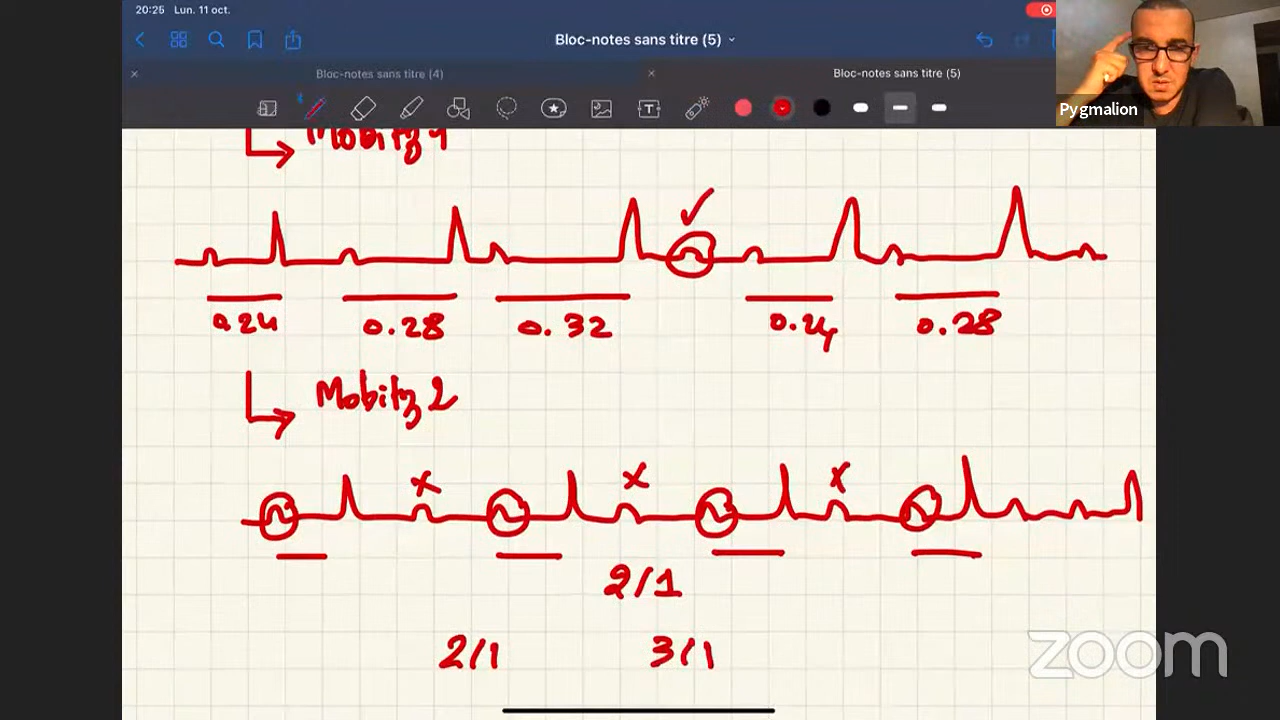 20:25 Lun. 11 oct.
Bloc-notes sans titre (5)
Bloc-notes sans titre (4)
Bloc-notes sans titre (5)
Pygmalion
Mobitz 1
0.24 0.28 0.32 0.24 0.28
Mobitz 2
x x x
2/1
2/1 3/1
zoom